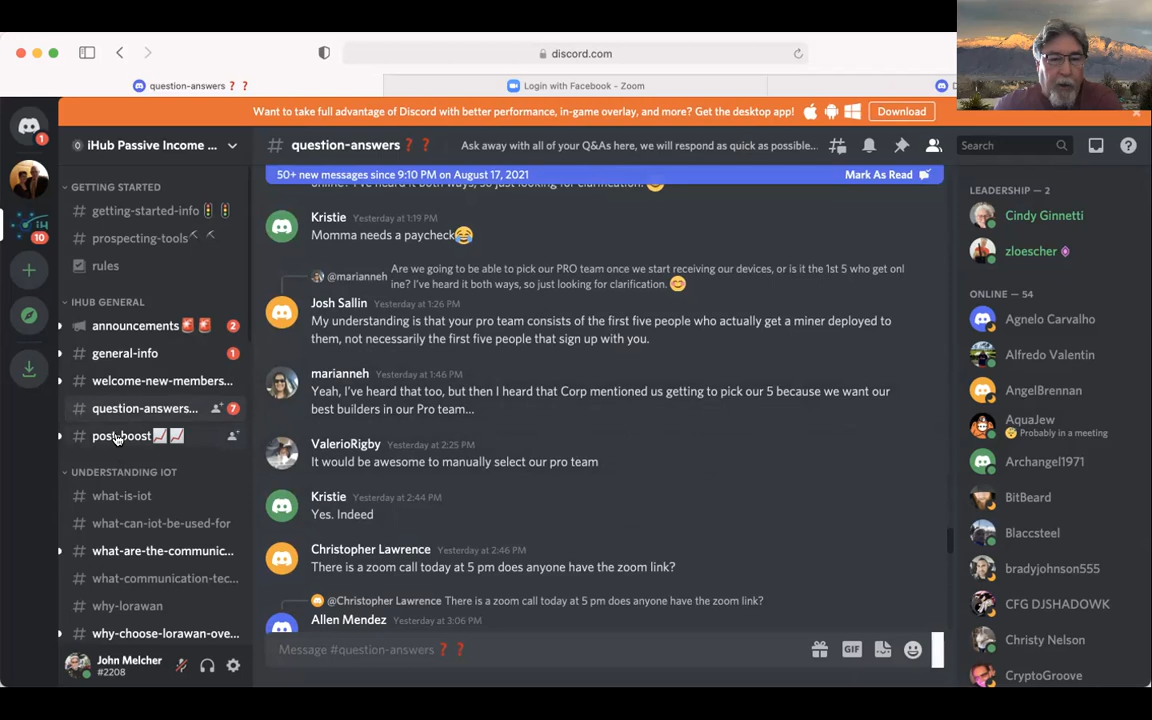 discord.com
question-answers❓❓
Login with Facebook - Zoom
D
Want to take full advantage of Discord with better performance, in-game overlay, and more? Get the desktop app!
Download
1
10
iHub Passive Income ...
GETTING STARTED
getting-started-info🚦🚦
prospecting-tools⛏⛏
rules
IHUB GENERAL
announcements🚨🚨 2
general-info 1
welcome-new-members...
question-answers... 7
post-boost📈📈
UNDERSTANDING IOT
what-is-iot
what-can-iot-be-used-for
what-are-the-communic...
what-communication-tec...
why-lorawan
why-choose-lorawan-ove...
John Melcher
#2208
# question-answers❓❓
Ask away with all of your Q&As here, we will respond as quick as possible...
Search
50+ new messages since 9:10 PM on August 17, 2021
Mark As Read
online? I've heard it both ways, so just looking for clarification. 😊
Kristie Yesterday at 1:19 PM
Momma needs a paycheck😂
@marianneh Are we going to be able to pick our PRO team once we start receiving our devices, or is it the 1st 5 who get onl
ine? I've heard it both ways, so just looking for clarification. 😊
Josh Sallin Yesterday at 1:26 PM
My understanding is that your pro team consists of the first five people who actually get a miner deployed to
them, not necessarily the first five people that sign up with you.
marianneh Yesterday at 1:46 PM
Yeah, I've heard that too, but then I heard that Corp mentioned us getting to pick our 5 because we want our
best builders in our Pro team...
ValerioRigby Yesterday at 2:25 PM
It would be awesome to manually select our pro team
Kristie Yesterday at 2:44 PM
Yes. Indeed
Christopher Lawrence Yesterday at 2:46 PM
There is a zoom call today at 5 pm does anyone have the zoom link?
@Christopher Lawrence There is a zoom call today at 5 pm does anyone have the zoom link?
Allen Mendez Yesterday at 3:06 PM
Message #question-answers❓❓
GIF
LEADERSHIP — 2
Cindy Ginnetti
zloescher
ONLINE — 54
Agnelo Carvalho
Alfredo Valentin
AngelBrennan
AquaJew
🤔 Probably in a meeting
Archangel1971
BitBeard
Blaccsteel
bradyjohnson555
CFG DJSHADOWK
Christy Nelson
CryptoGroove